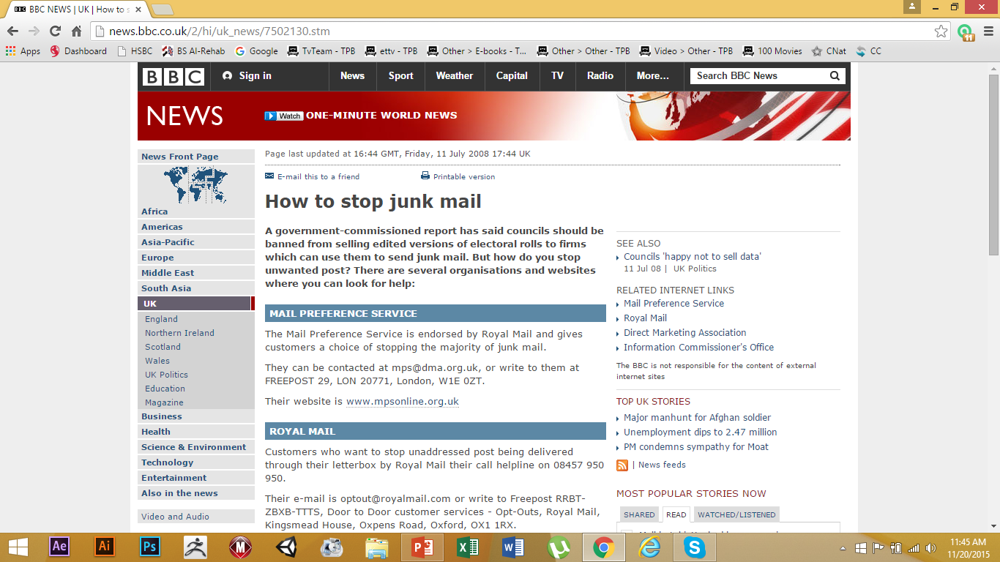 BBC NEWS | UK | How to s
news.bbc.co.uk/2/hi/uk_news/7502130.stm
11
Apps Dashboard HSBC BS Al-Rehab Google TvTeam - TPB ettv - TPB Other > E-books - T... Other > Other - TPB Video > Other - TPB 100 Movies CNat CC
BBC Sign in News Sport Weather Capital TV Radio More... Search BBC News
NEWS Watch ONE-MINUTE WORLD NEWS
News Front Page
Africa
Americas
Asia-Pacific
Europe
Middle East
South Asia
UK
England
Northern Ireland
Scotland
Wales
UK Politics
Education
Magazine
Business
Health
Science & Environment
Technology
Entertainment
Also in the news
Video and Audio
Page last updated at 16:44 GMT, Friday, 11 July 2008 17:44 UK
E-mail this to a friend Printable version
How to stop junk mail
A government-commissioned report has said councils should be
banned from selling edited versions of electoral rolls to firms
which can use them to send junk mail. But how do you stop
unwanted post? There are several organisations and websites
where you can look for help:
MAIL PREFERENCE SERVICE
The Mail Preference Service is endorsed by Royal Mail and gives
customers a choice of stopping the majority of junk mail.
They can be contacted at mps@dma.org.uk, or write to them at
FREEPOST 29, LON 20771, London, W1E 0ZT.
Their website is www.mpsonline.org.uk
ROYAL MAIL
Customers who want to stop unaddressed post being delivered
through their letterbox by Royal Mail their call helpline on 08457 950
950.
Their e-mail is optout@royalmail.com or write to Freepost RRBT-
ZBXB-TTTS, Door to Door customer services - Opt-Outs, Royal Mail,
Kingsmead House, Oxpens Road, Oxford, OX1 1RX.
SEE ALSO
Councils 'happy not to sell data'
11 Jul 08 | UK Politics
RELATED INTERNET LINKS
Mail Preference Service
Royal Mail
Direct Marketing Association
Information Commissioner's Office
The BBC is not responsible for the content of external
internet sites
TOP UK STORIES
Major manhunt for Afghan soldier
Unemployment dips to 2.47 million
PM condemns sympathy for Moat
| News feeds
MOST POPULAR STORIES NOW
SHARED READ WATCHED/LISTENED
Ae Ai Ps M P X W S
11:45 AM
11/20/2015